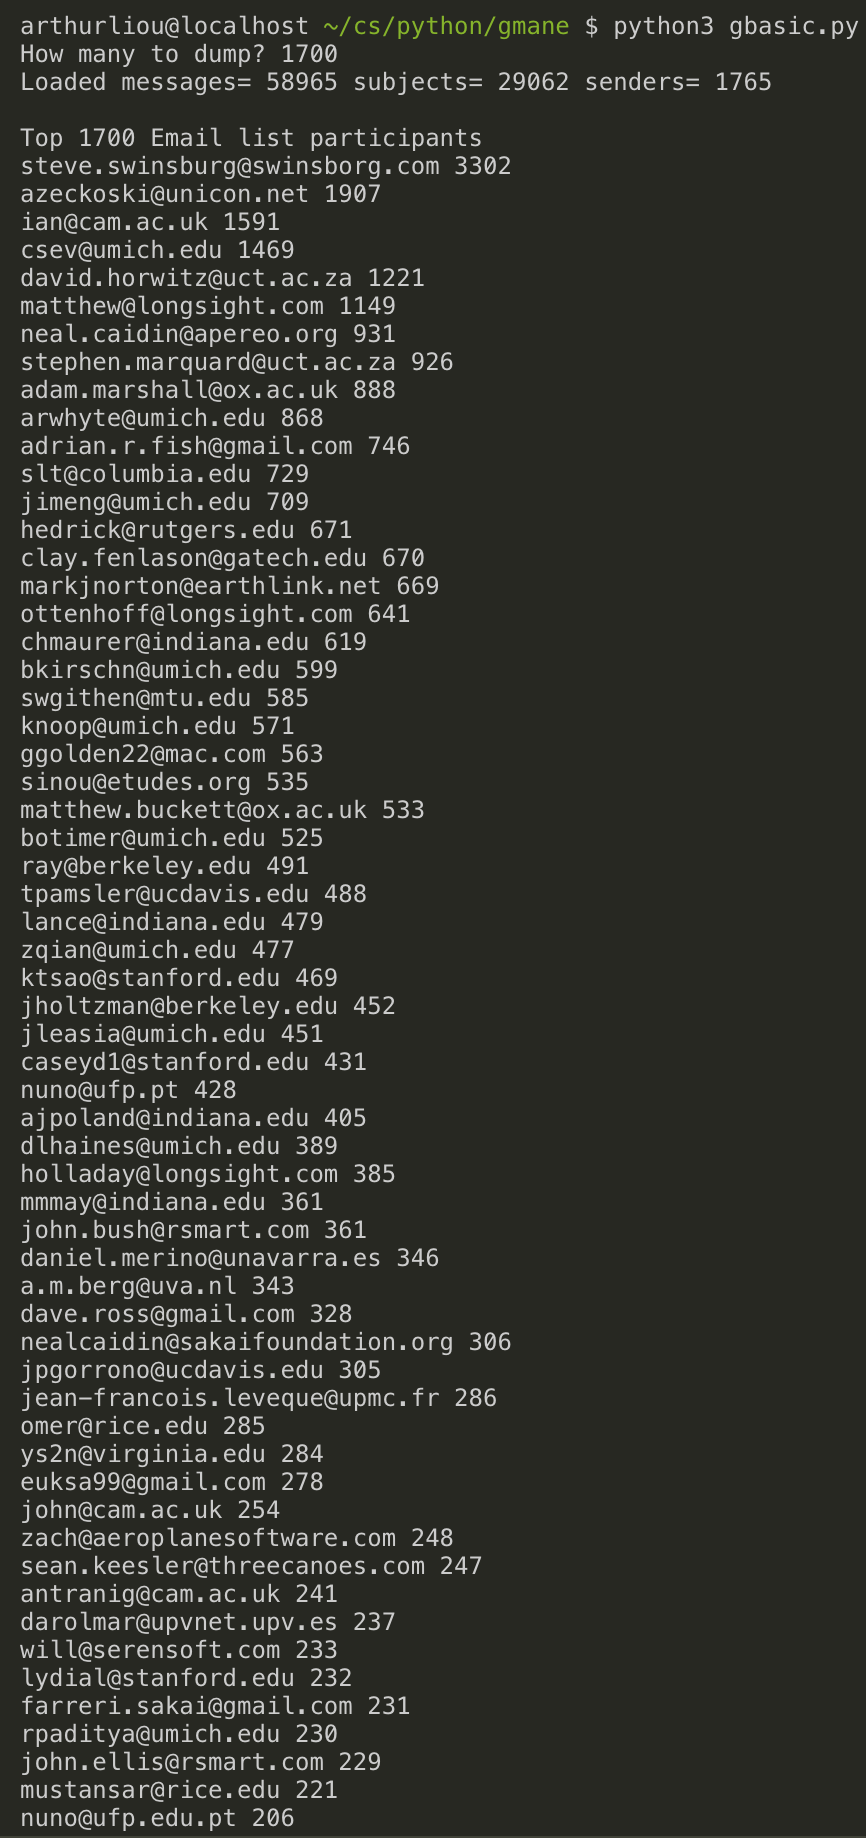 arthurliou@localhost ~/cs/python/gmane $ python3 gbasic.py
How many to dump? 1700
Loaded messages= 58965 subjects= 29062 senders= 1765
Top 1700 Email list participants
steve.swinsburg@swinsborg.com 3302
azeckoski@unicon.net 1907
ian@cam.ac.uk 1591
csev@umich.edu 1469
david.horwitz@uct.ac.za 1221
matthew@longsight.com 1149
neal.caidin@apereo.org 931
stephen.marquard@uct.ac.za 926
adam.marshall@ox.ac.uk 888
arwhyte@umich.edu 868
adrian.r.fish@gmail.com 746
slt@columbia.edu 729
jimeng@umich.edu 709
hedrick@rutgers.edu 671
clay.fenlason@gatech.edu 670
markjnorton@earthlink.net 669
ottenhoff@longsight.com 641
chmaurer@indiana.edu 619
bkirschn@umich.edu 599
swgithen@mtu.edu 585
knoop@umich.edu 571
ggolden22@mac.com 563
sinou@etudes.org 535
matthew.buckett@ox.ac.uk 533
botimer@umich.edu 525
ray@berkeley.edu 491
tpamsler@ucdavis.edu 488
lance@indiana.edu 479
zqian@umich.edu 477
ktsao@stanford.edu 469
jholtzman@berkeley.edu 452
jleasia@umich.edu 451
caseyd1@stanford.edu 431
nuno@ufp.pt 428
ajpoland@indiana.edu 405
dlhaines@umich.edu 389
holladay@longsight.com 385
mmmay@indiana.edu 361
john.bush@rsmart.com 361
daniel.merino@unavarra.es 346
a.m.berg@uva.nl 343
dave.ross@gmail.com 328
nealcaidin@sakaifoundation.org 306
jpgorrono@ucdavis.edu 305
jean-francois.leveque@upmc.fr 286
omer@rice.edu 285
ys2n@virginia.edu 284
euksa99@gmail.com 278
john@cam.ac.uk 254
zach@aeroplanesoftware.com 248
sean.keesler@threecanoes.com 247
antranig@cam.ac.uk 241
darolmar@upvnet.upv.es 237
will@serensoft.com 233
lydial@stanford.edu 232
farreri.sakai@gmail.com 231
rpaditya@umich.edu 230
john.ellis@rsmart.com 229
mustansar@rice.edu 221
nuno@ufp.edu.pt 206